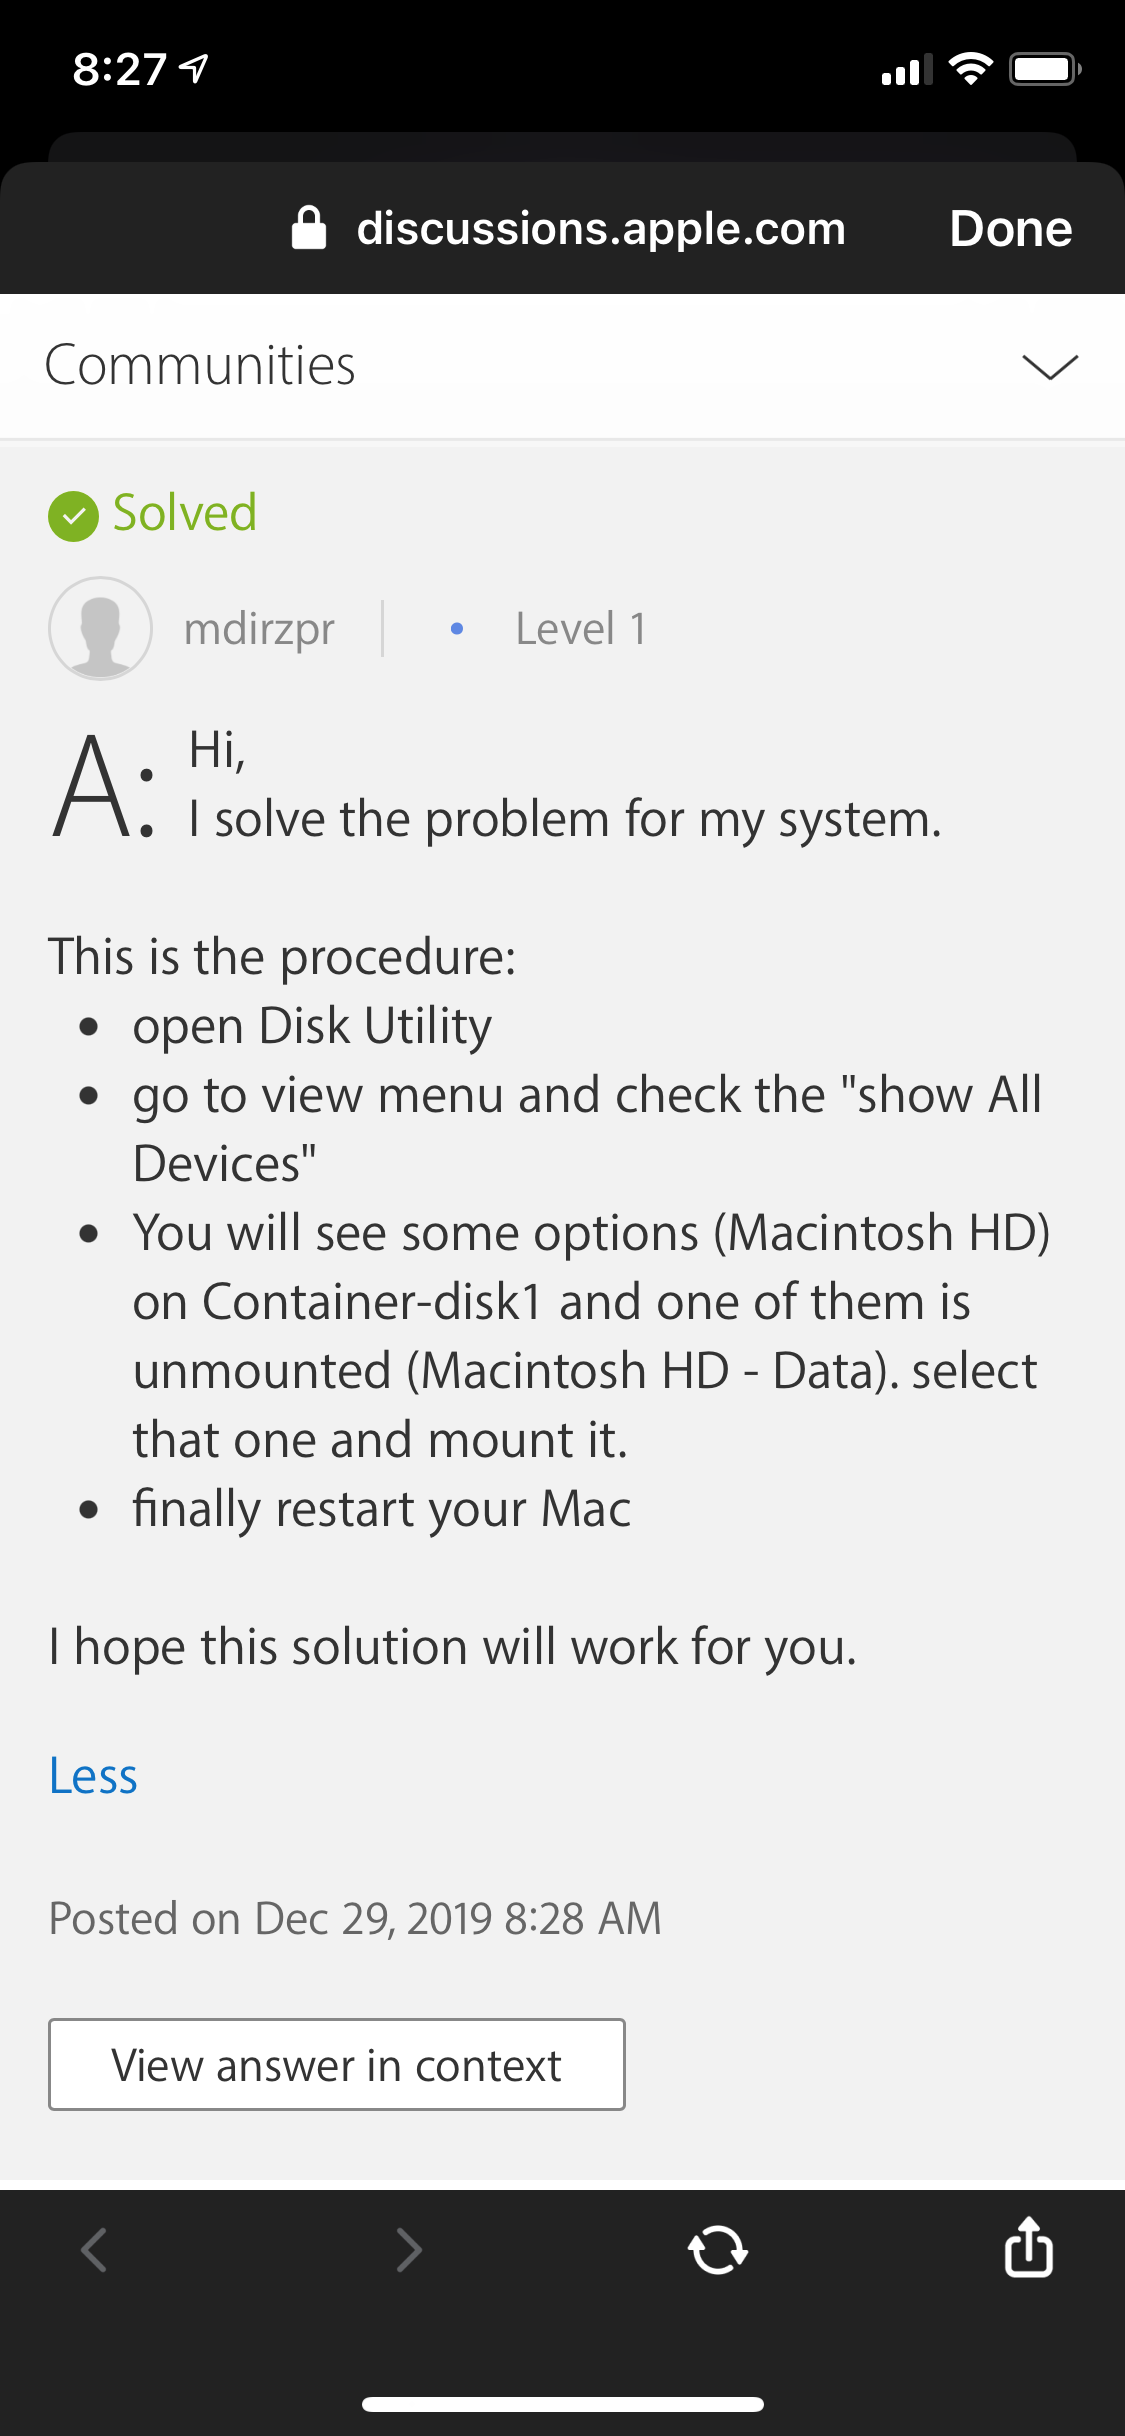 8:27
discussions.apple.com
Done
Communities
Solved
mdirzpr
Level 1
A:
Hi,
I solve the problem for my system.
This is the procedure:
• open Disk Utility
• go to view menu and check the "show All
Devices"
• You will see some options (Macintosh HD)
on Container-disk1 and one of them is
unmounted (Macintosh HD - Data). select
that one and mount it.
• finally restart your Mac
I hope this solution will work for you.
Less
Posted on Dec 29, 2019 8:28 AM
View answer in context